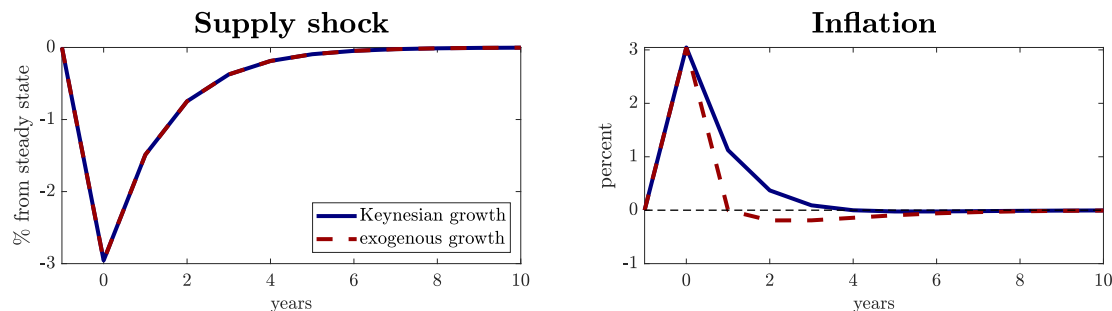 Supply shock
% from steady state
0
-1
-2
-3
0 2 4 6 8 10
years
Keynesian growth
exogenous growth
Inflation
percent
3
2
1
0
-1
0 2 4 6 8 10
years